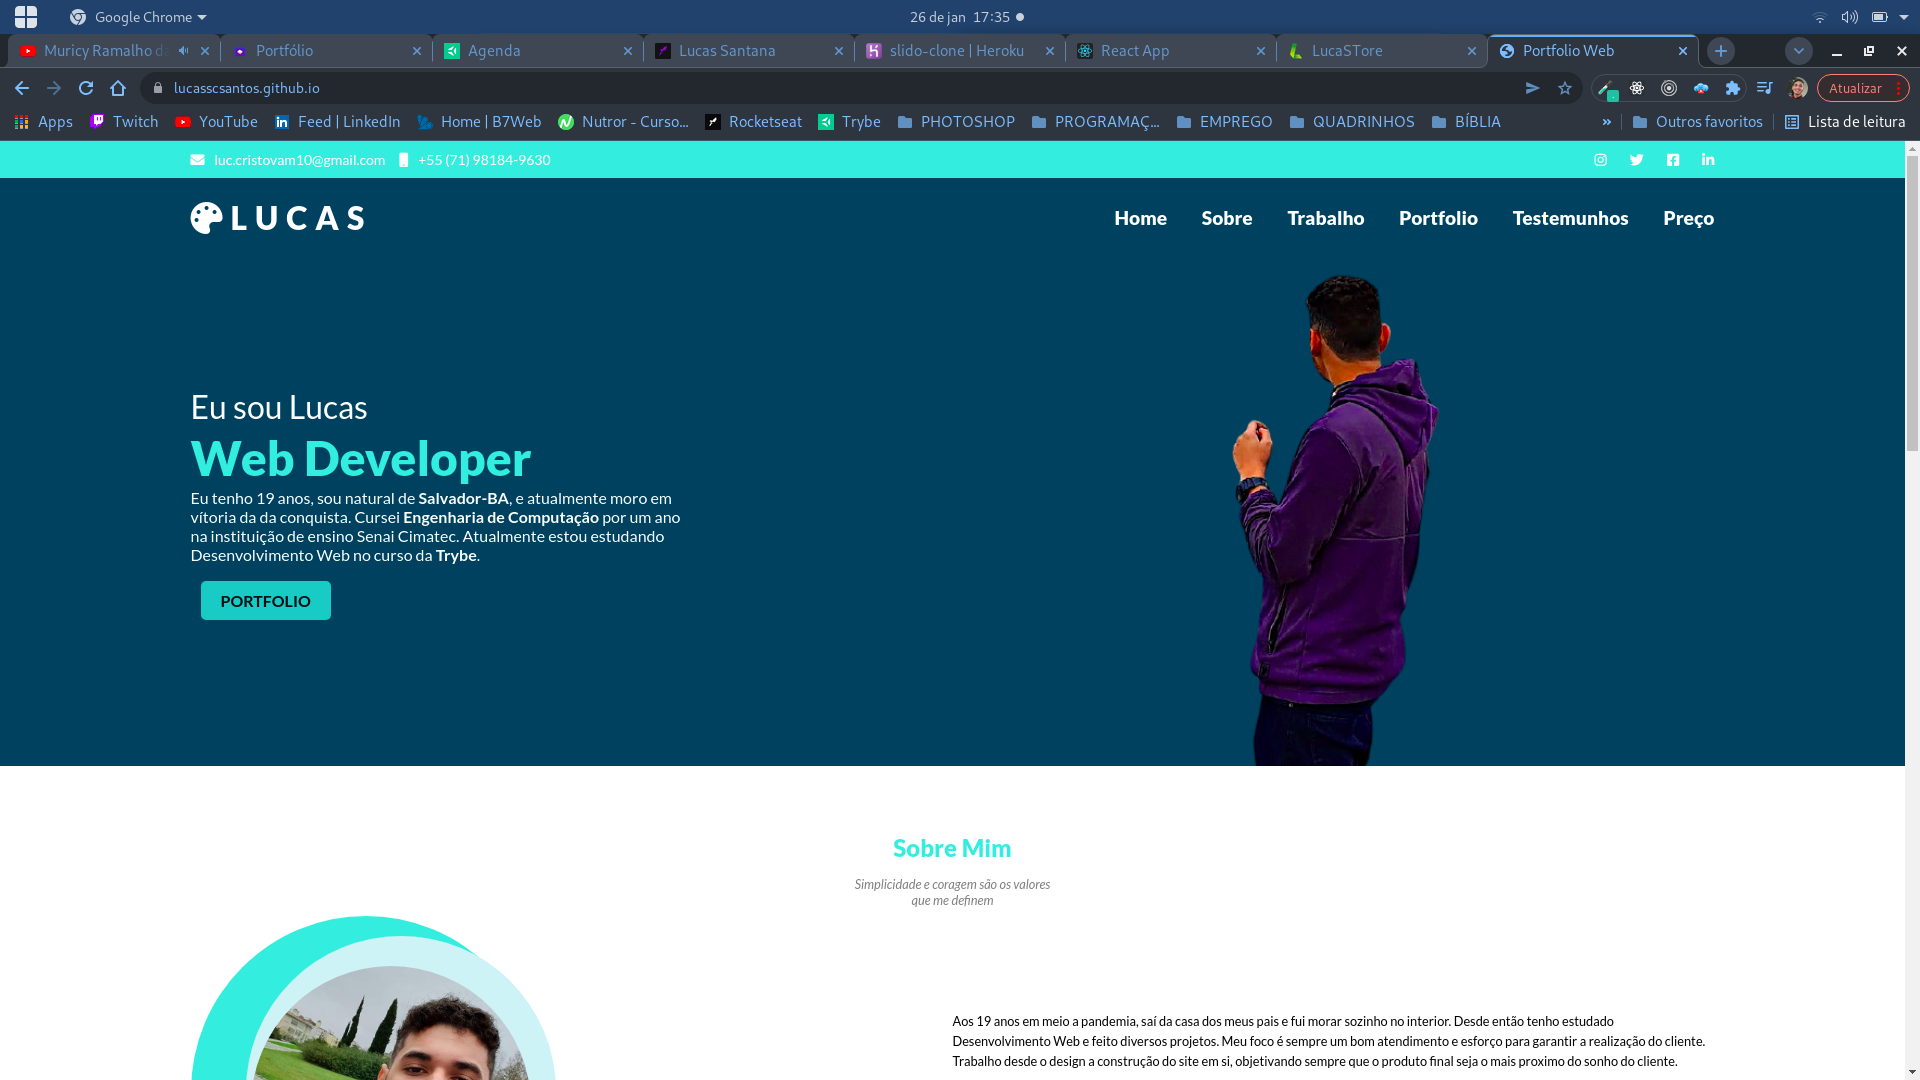 Google Chrome
26 de jan 17:35
Muricy Ramalho d
Portfólio
Agenda
Lucas Santana
slido-clone | Heroku
React App
LucaSTore
Portfolio Web
lucasscsantos.github.io
Atualizar
Apps
Twitch
YouTube
Feed | LinkedIn
Home | B7Web
Nutror - Curso...
Rocketseat
Trybe
PHOTOSHOP
PROGRAMAÇ...
EMPREGO
QUADRINHOS
BÍBLIA
»
Outros favoritos
Lista de leitura
luc.cristovam10@gmail.com
+55 (71) 98184-9630
LUCAS
Home
Sobre
Trabalho
Portfolio
Testemunhos
Preço
Eu sou Lucas
Web Developer
Eu tenho 19 anos, sou natural de Salvador-BA, e atualmente moro em
vítoria da da conquista. Cursei Engenharia de Computação por um ano
na instituição de ensino Senai Cimatec. Atualmente estou estudando
Desenvolvimento Web no curso da Trybe.
PORTFOLIO
Sobre Mim
Simplicidade e coragem são os valores
que me definem
Aos 19 anos em meio a pandemia, saí da casa dos meus pais e fui morar sozinho no interior. Desde então tenho estudado
Desenvolvimento Web e feito diversos projetos. Meu foco é sempre um bom atendimento e esforço para garantir a realização do cliente.
Trabalho desde o design a construção do site em si, objetivando sempre que o produto final seja o mais proximo do sonho do cliente.